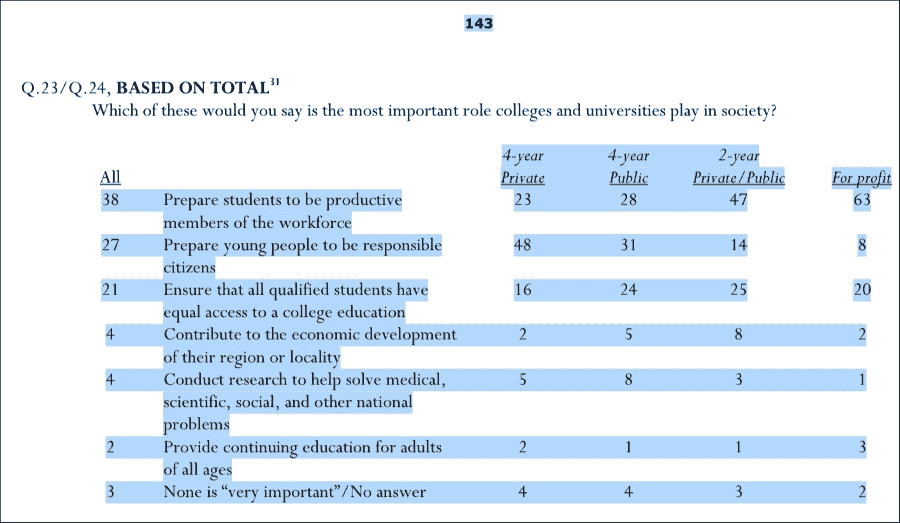 143
Q.23/Q.24, BASED ON TOTAL31
Which of these would you say is the most important role colleges and universities play in society?
4-year 4-year 2-year
All Private Public Private/Public For profit
38 Prepare students to be productive 23 28 47 63
members of the workforce
27 Prepare young people to be responsible 48 31 14 8
citizens
21 Ensure that all qualified students have 16 24 25 20
equal access to a college education
4 Contribute to the economic development 2 5 8 2
of their region or locality
4 Conduct research to help solve medical, 5 8 3 1
scientific, social, and other national
problems
2 Provide continuing education for adults 2 1 1 3
of all ages
3 None is “very important”/No answer 4 4 3 2